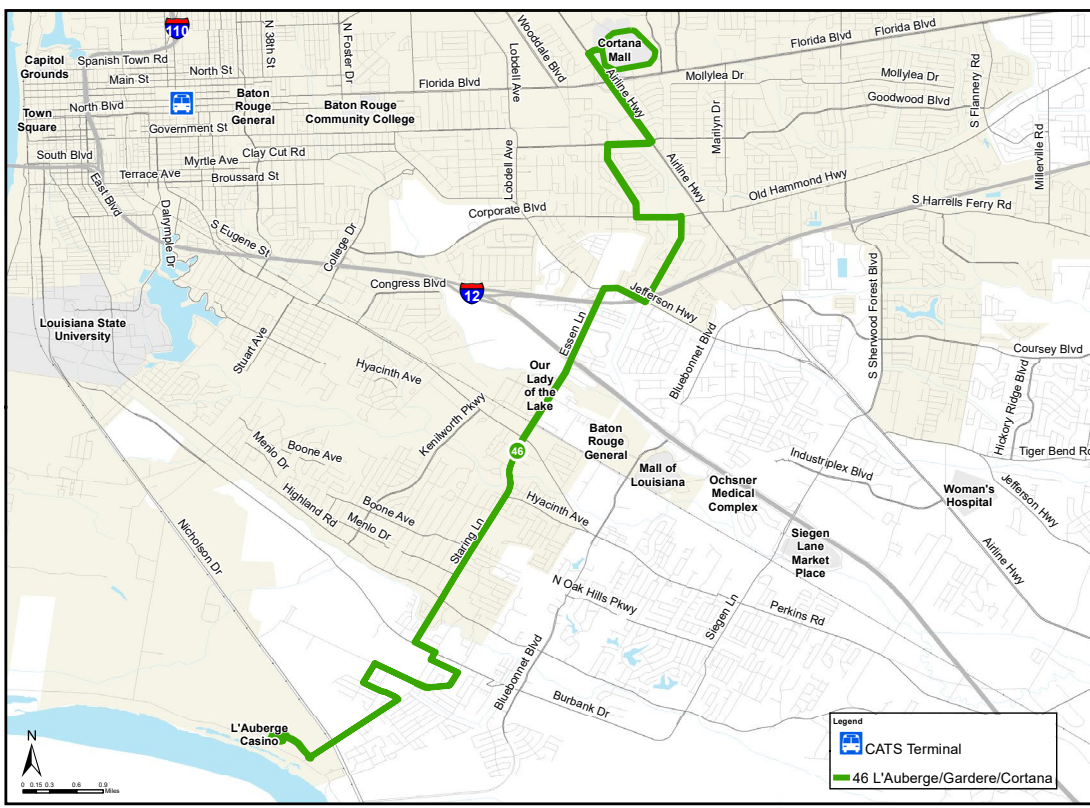 110
N 38th St
N Foster Dr
Lobdell Ave
Wooddale Blvd
Cortana
Mall
Florida Blvd
Florida Blvd
Capitol
Grounds
Spanish Town Rd
North St
Main St
Florida Blvd
Airline Hwy
Mollylea Dr
Mollylea Dr
S Flannery Rd
Goodwood Blvd
Town
Square
North Blvd
Baton
Rouge
General
Baton Rouge
Community College
Government St
Marilyn Dr
Millerville Rd
South Blvd
Clay Cut Rd
Myrtle Ave
Terrace Ave
Broussard St
Lobdell Ave
Airline Hwy
Old Hammond Hwy
East Blvd
Dalrymple Dr
S Eugene St
College Dr
Corporate Blvd
S Harrells Ferry Rd
Congress Blvd
12
Jefferson Hwy
S Sherwood Forest Blvd
Louisiana State
University
Stuart Ave
Essen Ln
Bluebonnet Blvd
Coursey Blvd
Hyacinth Ave
Our
Lady
of the
Lake
Hickory Ridge Blvd
Kenilworth Pkwy
Baton
Rouge
General
Menlo Dr
Boone Ave
46
Tiger Bend Rd
Mall of
Louisiana
Industriplex Blvd
Ochsner
Medical
Complex
Woman's
Hospital
Jefferson Hwy
Highland Rd
Boone Ave
Menlo Dr
Hyacinth Ave
Nicholson Dr
Staring Ln
Siegen
Lane
Market
Place
Airline Hwy
N Oak Hills Pkwy
Siegen Ln
Perkins Rd
Bluebonnet Blvd
Burbank Dr
L'Auberge
Casino
N
0 0.15 0.3 0.6 0.9
Miles
Legend
CATS Terminal
46 L'Auberge/Gardere/Cortana